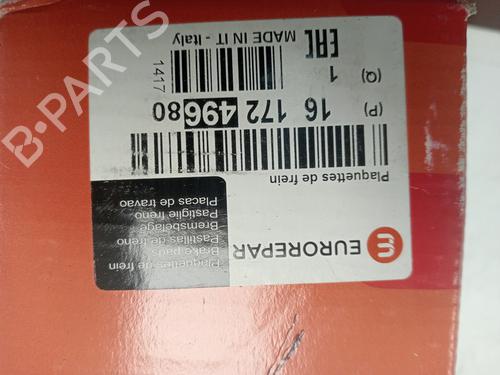 EUROREPAR
Plaquettes de frein
Brake pads
Pastillas de freno
Bremsbeläge
Pastiglie freno
Placas de travao
Plaquettes de frein
(P) 16 172 496 80
(Q) 1
1417
EAC
MADE IN IT - Italy
B-PARTS